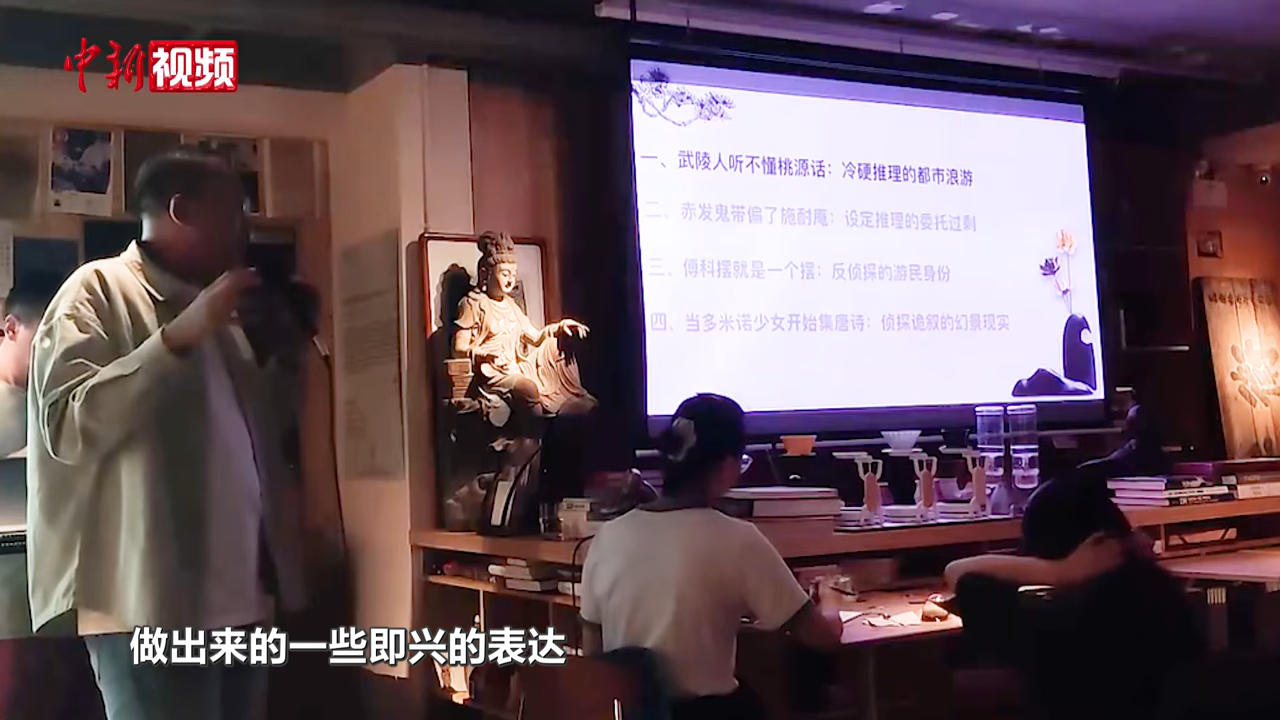 中新视频
一、武陵人听不懂桃源话：冷硬推理的都市浪游
二、赤发鬼带偏了施耐庵：设定推理的委托过剩
三、傅科摆就是一个摆：反侦探的游民身份
四、当多米诺少女开始集唐诗：侦探诡叙的幻景现实
做出来的一些即兴的表达